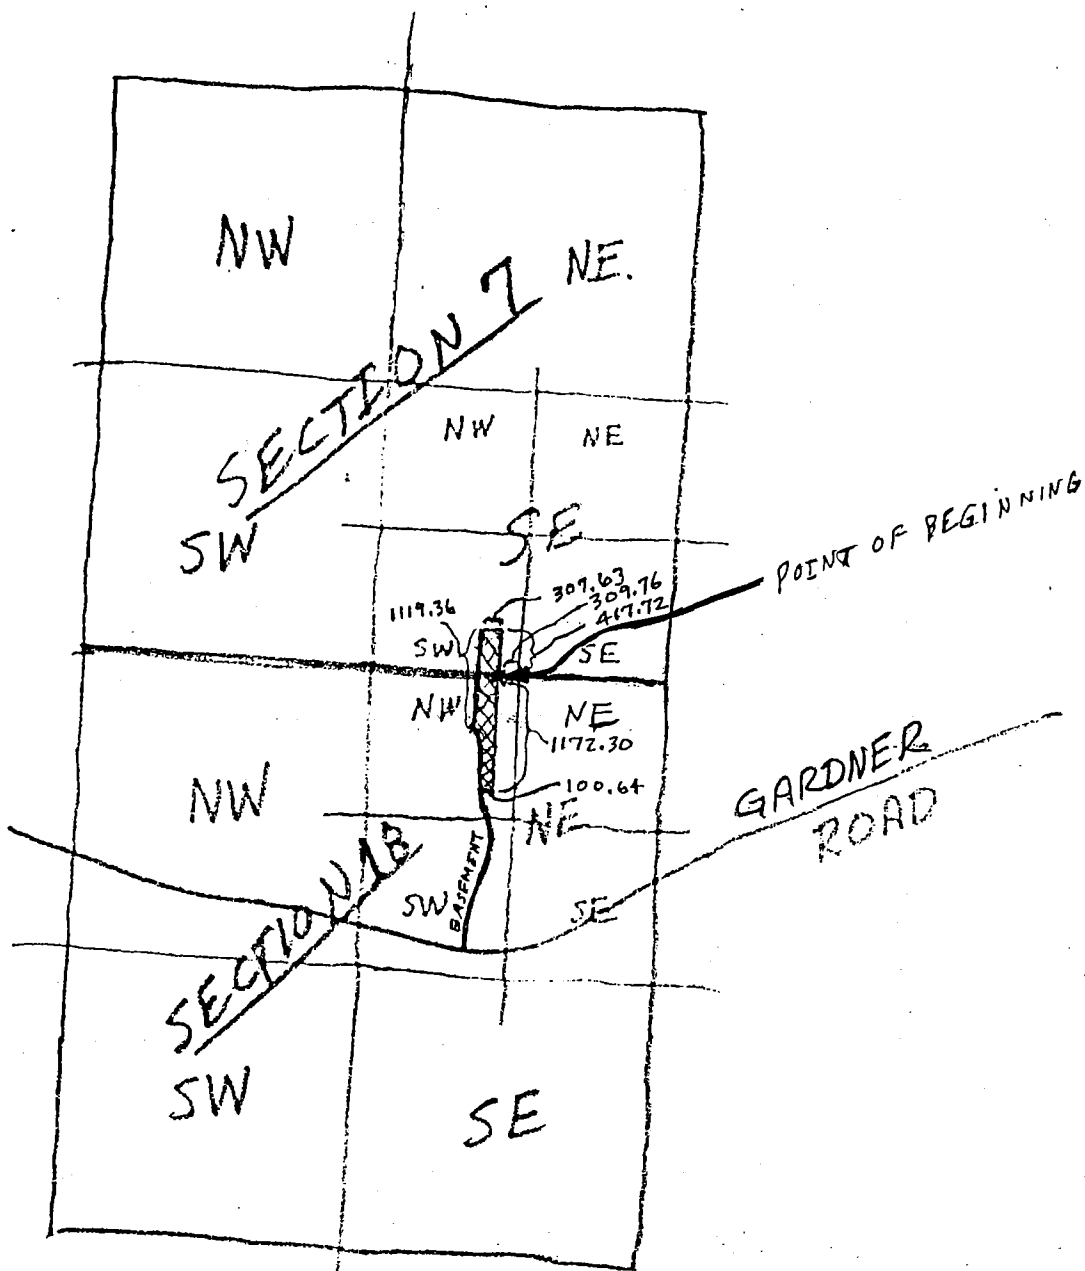 NW
NE.
SECTION 7
NW
NE
SW
SE
POINT OF BEGINNING
307.63
309.76
417.72
1119.36
SW
SE
NW
NE
1172.30
NW
100.64
NE
GARDNER
ROAD
SECTION 18
BASEMENT
SW
SE
SW
SE